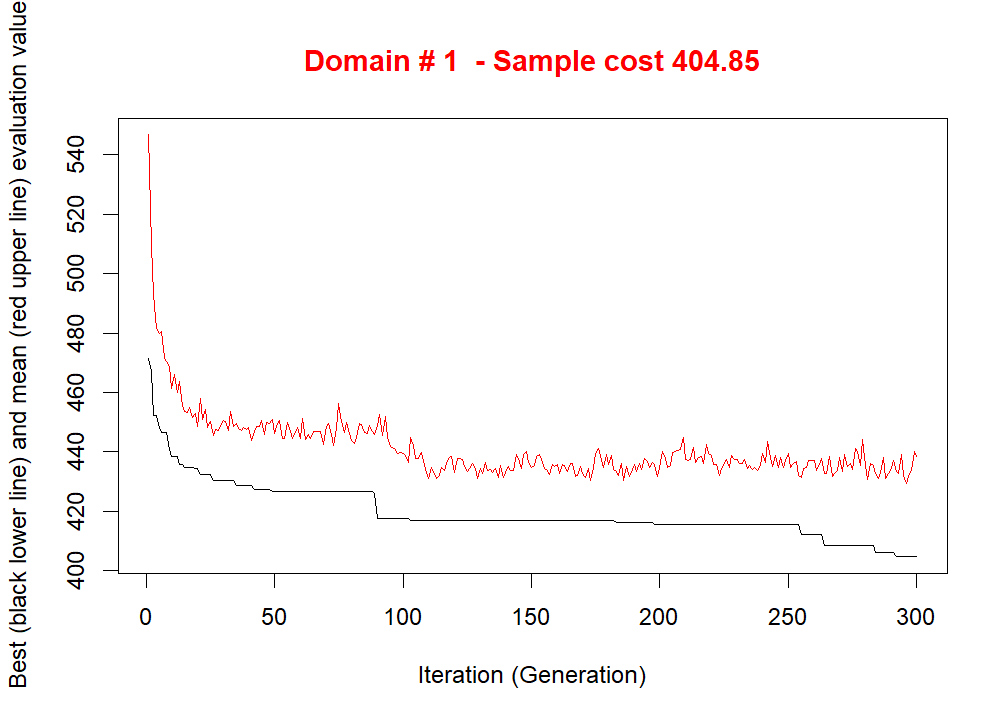 Domain # 1  - Sample cost 404.85
Best (black lower line) and mean (red upper line) evaluation value
540
520
500
480
460
440
420
400
0 50 100 150 200 250 300
Iteration (Generation)